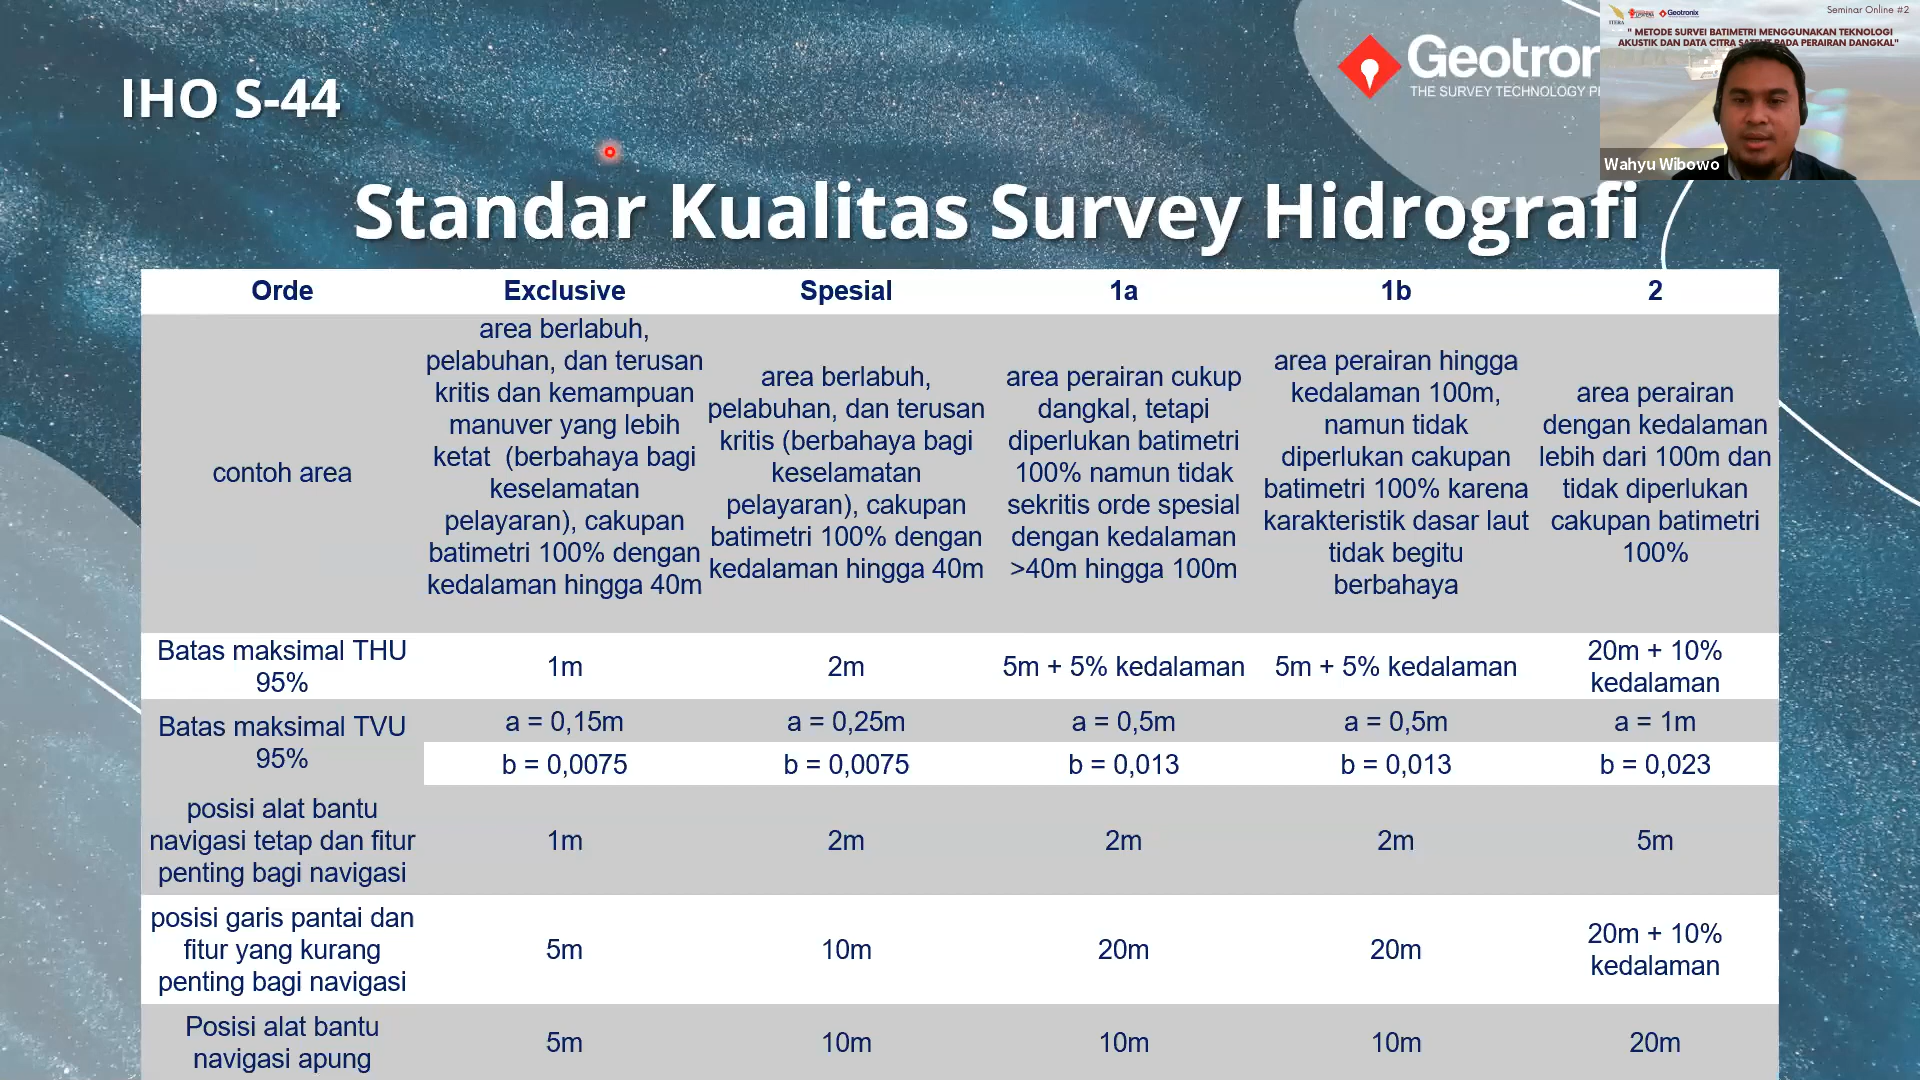 Seminar Online #2
ITERA
Geotronix
" METODE SURVEI BATIMETRI MENGGUNAKAN TEKNOLOGI
AKUSTIK DAN DATA CITRA SATELIT PADA PERAIRAN DANGKAL"
Wahyu Wibowo
Geotron
THE SURVEY TECHNOLOGY P
IHO S-44
Standar Kualitas Survey Hidrografi
Orde Exclusive Spesial 1a 1b 2
contoh area
area berlabuh,
pelabuhan, dan terusan
kritis dan kemampuan
manuver yang lebih
ketat (berbahaya bagi
keselamatan
pelayaran), cakupan
batimetri 100% dengan
kedalaman hingga 40m
area berlabuh,
pelabuhan, dan terusan
kritis (berbahaya bagi
keselamatan
pelayaran), cakupan
batimetri 100% dengan
kedalaman hingga 40m
area perairan cukup
dangkal, tetapi
diperlukan batimetri
100% namun tidak
sekritis orde spesial
dengan kedalaman
>40m hingga 100m
area perairan hingga
kedalaman 100m,
namun tidak
diperlukan cakupan
batimetri 100% karena
karakteristik dasar laut
tidak begitu
berbahaya
area perairan
dengan kedalaman
lebih dari 100m dan
tidak diperlukan
cakupan batimetri
100%
Batas maksimal THU
95%
1m
2m
5m + 5% kedalaman
5m + 5% kedalaman
20m + 10%
kedalaman
Batas maksimal TVU
95%
a = 0,15m a = 0,25m a = 0,5m a = 0,5m a = 1m
b = 0,0075 b = 0,0075 b = 0,013 b = 0,013 b = 0,023
posisi alat bantu
navigasi tetap dan fitur
penting bagi navigasi
1m 2m 2m 2m 5m
posisi garis pantai dan
fitur yang kurang
penting bagi navigasi
5m 10m 20m 20m
20m + 10%
kedalaman
Posisi alat bantu
navigasi apung
5m 10m 10m 10m 20m